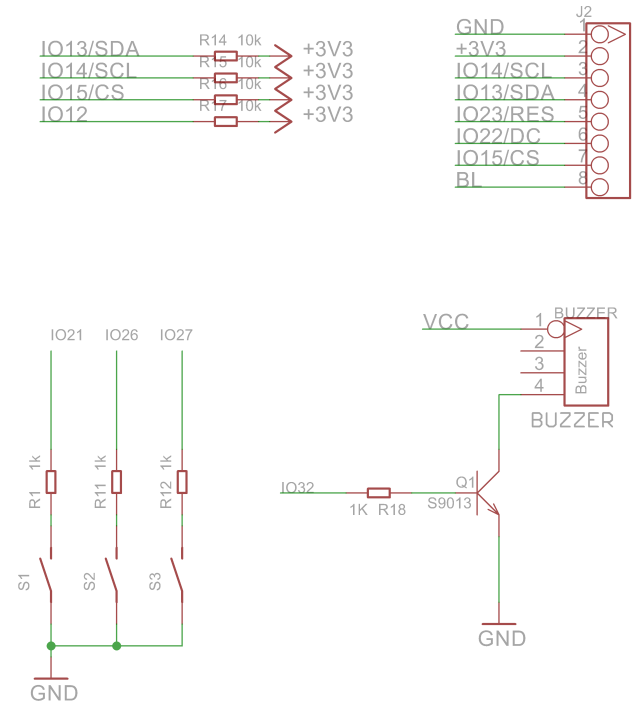 J2
IO13/SDA R14 10k +3V3
IO14/SCL R15 10k +3V3
IO15/CS R16 10k +3V3
IO12 R17 10k +3V3
GND 1
+3V3 2
IO14/SCL 3
IO13/SDA 4
IO23/RES 5
IO22/DC 6
IO15/CS 7
BL 8
IO21 IO26 IO27
R1 1k
R11 1k
R12 1k
S1
S2
S3
GND
BUZZER
VCC 1
2
3
4
Buzzer
BUZZER
IO32
1K R18
Q1
S9013
GND